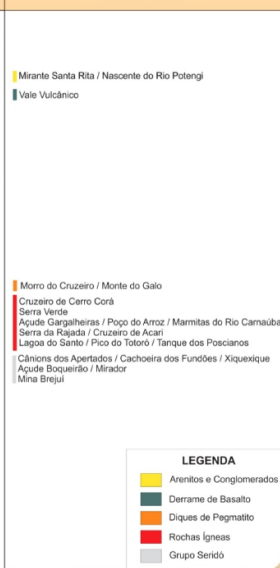 Mirante Santa Rita / Nascente do Rio Potengi
Vale Vulcânico
Morro do Cruzeiro / Monte do Galo
Cruzeiro de Cerro Corá
Serra Verde
Açude Gargalheiras / Poço do Arroz / Marmitas do Rio Carnaúba
Serra da Rajada / Cruzeiro de Acari
Lagoa do Santo / Pico do Totoró / Tanque dos Poscianos
Cânions dos Apertados / Cachoeira dos Fundões / Xiquexique
Açude Boqueirão / Mirador
Mina Brejuí
LEGENDA
Arenitos e Conglomerados
Derrame de Basalto
Diques de Pegmatito
Rochas Ígneas
Grupo Seridó